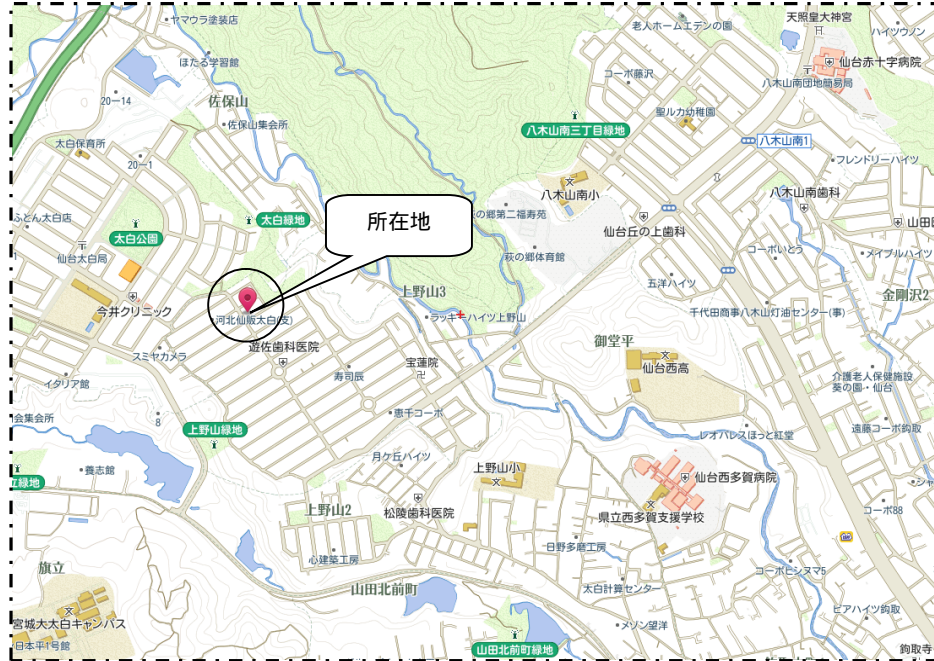 ヤマウラ塗装店
ほたる学習館
老人ホームエデンの園
天照皇大神宮
ハイツウノン
仙台赤十字病院
コーポ藤沢
八木山南団地簡易局
20-14
佐保山
佐保山集会所
聖ルカ幼稚園
八木山南三丁目緑地
八木山南1
太白保育所
20-1
フレンドリーハイツ
八木山南小
八木山南歯科
ふとん太白店
太白緑地
所在地
の郷第二福寿苑
山田
太白公園
仙台丘の上歯科
仙台太白局
萩の郷体育館
コーポいとう
メイプルハイツ
1
五洋ハイツ
上野山3
金剛沢2
今井クリニック
河北仙販太白(支)
ラッキーハイツ上野山
千代田商事八木山灯油センター(事)
遊佐歯科医院
御堂平
スミヤカメラ
宝蓮院
仙台西高
イタリア館
寿司辰
介護老人保健施設
葵の園・仙台
会集会所
8
恵千コーポ
上野山緑地
レオパレスほっと紅堂
遠藤コーポ鈎取
月ケ丘ハイツ
養志館
上野山小
仙台西多賀病院
立緑地
シャ
上野山2
松陵歯科医院
県立西多賀支援学校
コーポ88
心建築工房
日野多磨工房
旗立
コーポヒシヌマ5
山田北前町
太白計算センター
宮城大太白キャンパス
メゾン望洋
ピアハイツ鈎取
日本平1号館
山田北前町緑地
鈎取寺